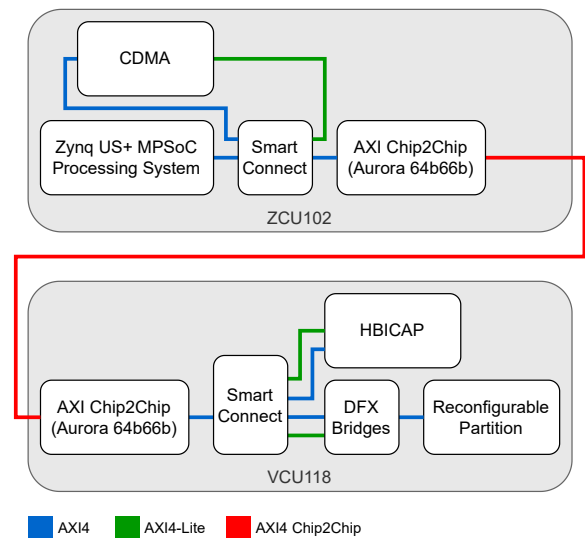 CDMA
Zynq US+ MPSoC
Processing System
Smart
Connect
AXI Chip2Chip
(Aurora 64b66b)
ZCU102
HBICAP
AXI Chip2Chip
(Aurora 64b66b)
Smart
Connect
DFX
Bridges
Reconfigurable
Partition
VCU118
AXI4
AXI4-Lite
AXI4 Chip2Chip